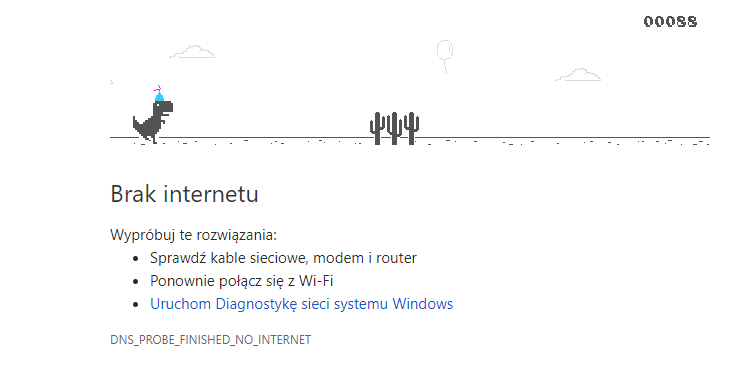 00088
Brak internetu
Wypróbuj te rozwiązania:
• Sprawdź kable sieciowe, modem i router
• Ponownie połącz się z Wi-Fi
• Uruchom Diagnostykę sieci systemu Windows
DNS_PROBE_FINISHED_NO_INTERNET